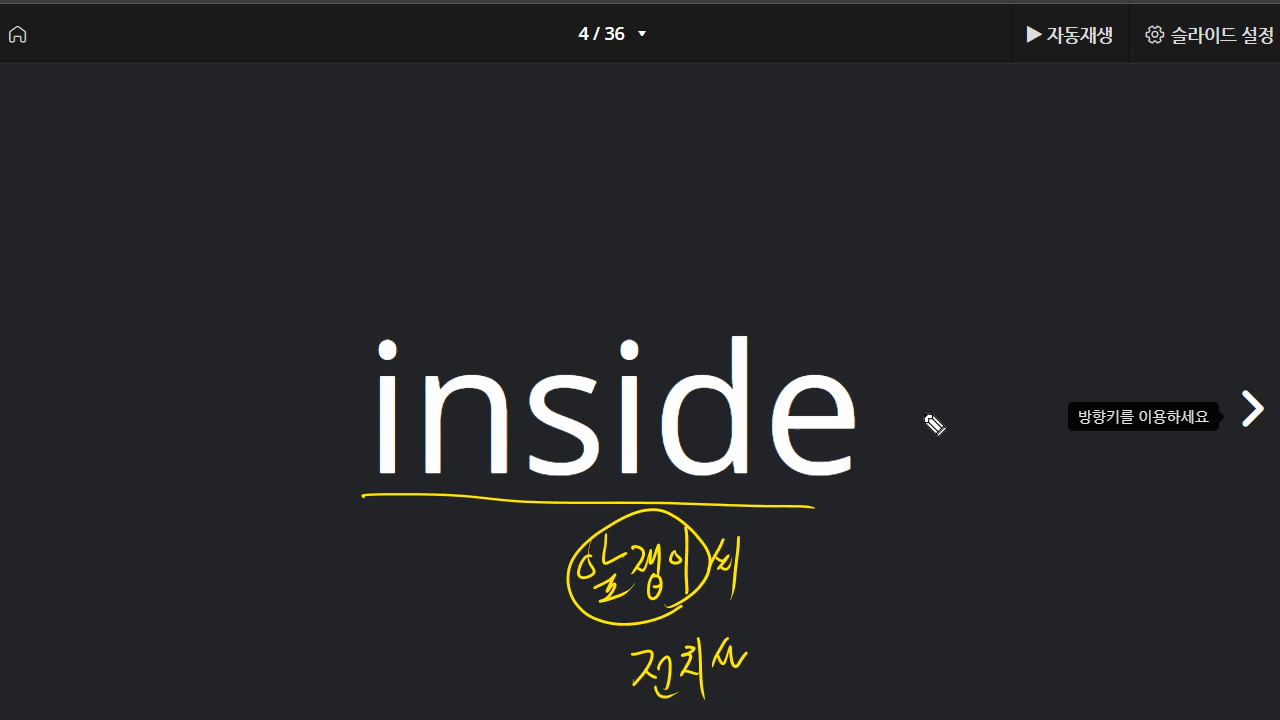 4 / 36
▶ 자동재생
슬라이드 설정
inside
방향키를 이용하세요
알쟁이씨
전치사